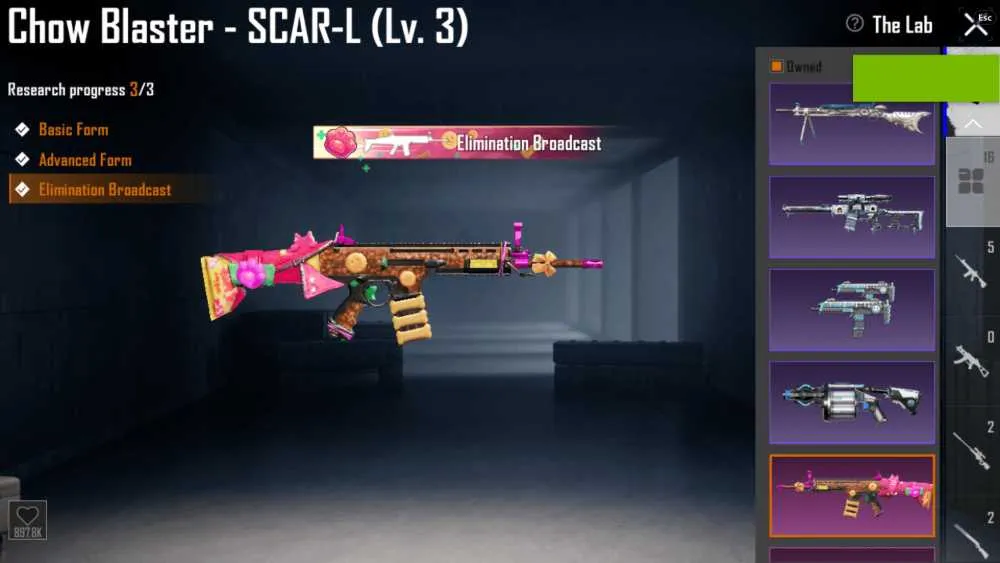 Chow Blaster - SCAR-L (Lv. 3)
The Lab
Esc
Research progress 3/3
Basic Form
Advanced Form
Elimination Broadcast
Elimination Broadcast
Owned
16
5
0
2
2
897.8K